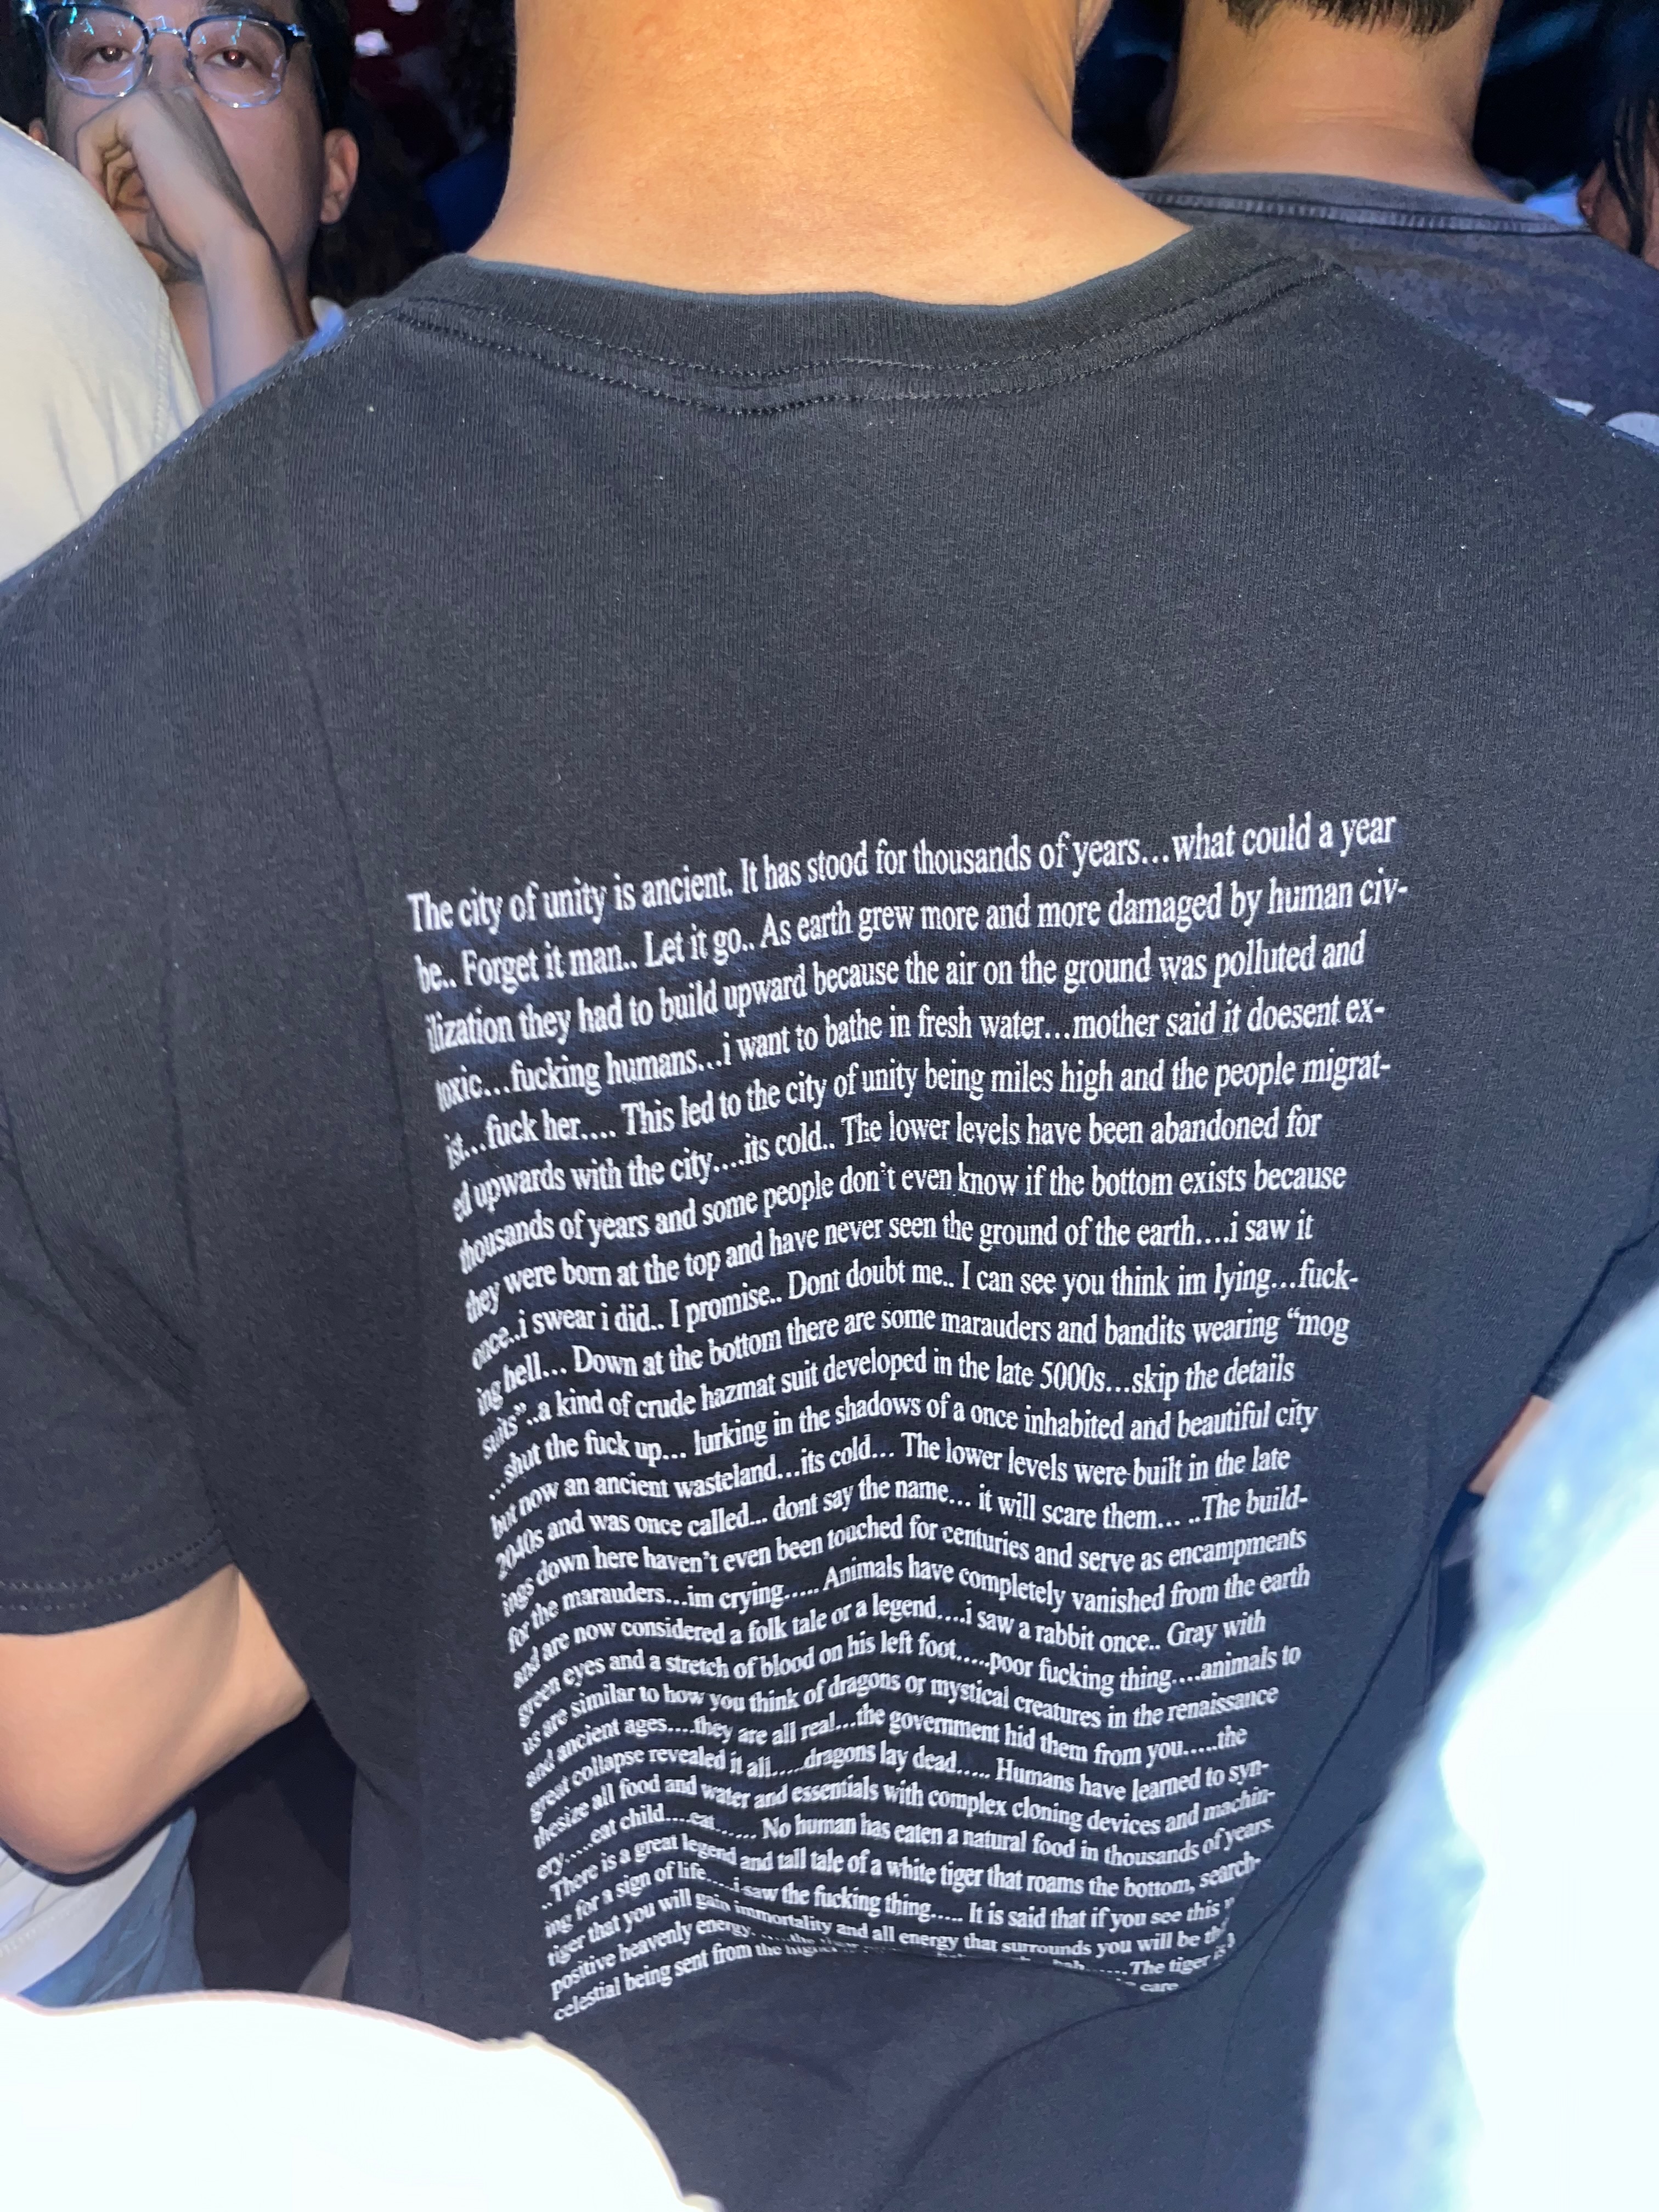 The city of unity is ancient. It has stood for thousands of years...what could a year
be.. Forget it man.. Let it go.. As earth grew more and more damaged by human civ-
ilization they had to build upward because the air on the ground was polluted and
toxic...fucking humans...i want to bathe in fresh water...mother said it doesent ex-
ist...fuck her.... This led to the city of unity being miles high and the people migrat-
ed upwards with the city....its cold.. The lower levels have been abandoned for
thousands of years and some people don't even know if the bottom exists because
they were born at the top and have never seen the ground of the earth....i saw it
once..i swear i did.. I promise.. Dont doubt me.. I can see you think im lying...fuck-
ing hell... Down at the bottom there are some marauders and bandits wearing “mog
suits”..a kind of crude hazmat suit developed in the late 5000s...skip the details
...shut the fuck up... lurking in the shadows of a once inhabited and beautiful city
but now an ancient wasteland...its cold... The lower levels were built in the late
2040s and was once called... dont say the name... it will scare them... ..The build-
ings down here haven't even been touched for centuries and serve as encampments
for the marauders...im crying..... Animals have completely vanished from the earth
and are now considered a folk tale or a legend....i saw a rabbit once.. Gray with
green eyes and a stretch of blood on his left foot.....poor fucking thing....animals to
us are similar to how you think of dragons or mystical creatures in the renaissance
and ancient ages....they are all real...the government hid them from you.....the
great collapse revealed it all.....dragons lay dead..... Humans have learned to syn-
thesize all food and water and essentials with complex cloning devices and machin-
ery.....eat child....eat...... No human has eaten a natural food in thousands of years.
..There is a great legend and tall tale of a white tiger that roams the bottom, search-
ing for a sign of life....i saw the fucking thing..... It is said that if you see this
tiger that you will gain immortality and all energy that surrounds you will be
positive heavenly energy. The tiger is
celestial being sent from the care